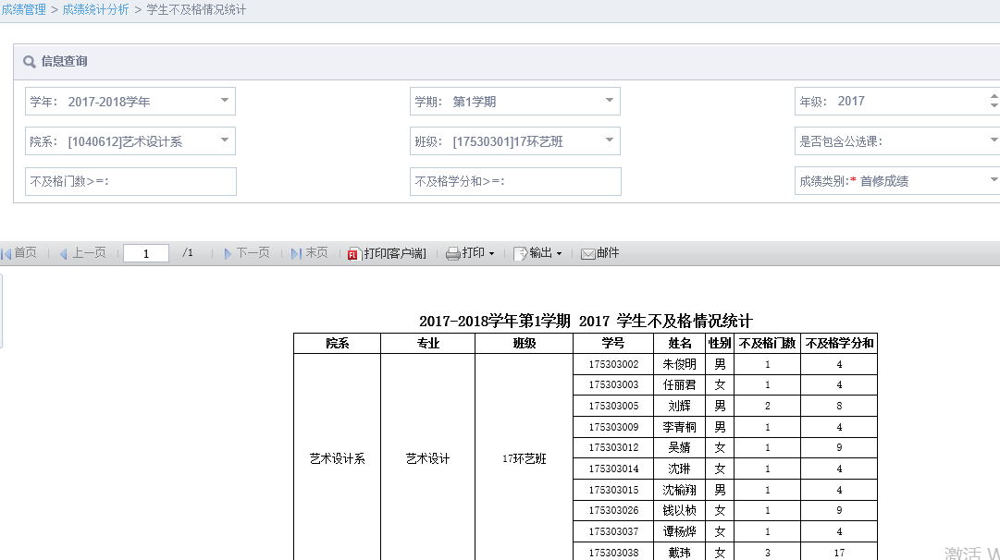 成绩管理 > 成绩统计分析 > 学生不及格情况统计
信息查询
学年: 2017-2018学年 学期: 第1学期 年级: 2017
院系: [1040612]艺术设计系 班级: [17530301]17环艺班 是否包含公选课:
不及格门数>=: 不及格学分和>=: 成绩类别:* 首修成绩
首页 上一页 1 /1 下一页 末页 打印[客户端] 打印 输出 邮件
2017-2018学年第1学期 2017 学生不及格情况统计
院系 专业 班级 学号 姓名 性别 不及格门数 不及格学分和
175303002 朱俊明 男 1 4
175303003 任丽君 女 1 4
175303005 刘辉 男 2 8
175303009 李青桐 男 1 4
175303012 吴婧 女 1 9
艺术设计系 艺术设计 17环艺班
175303014 沈琳 女 1 4
175303015 沈榆翔 男 1 4
175303026 钱以桢 女 1 9
175303037 谭杨烨 女 1 4
175303038 戴玮 女 3 17
激活 W